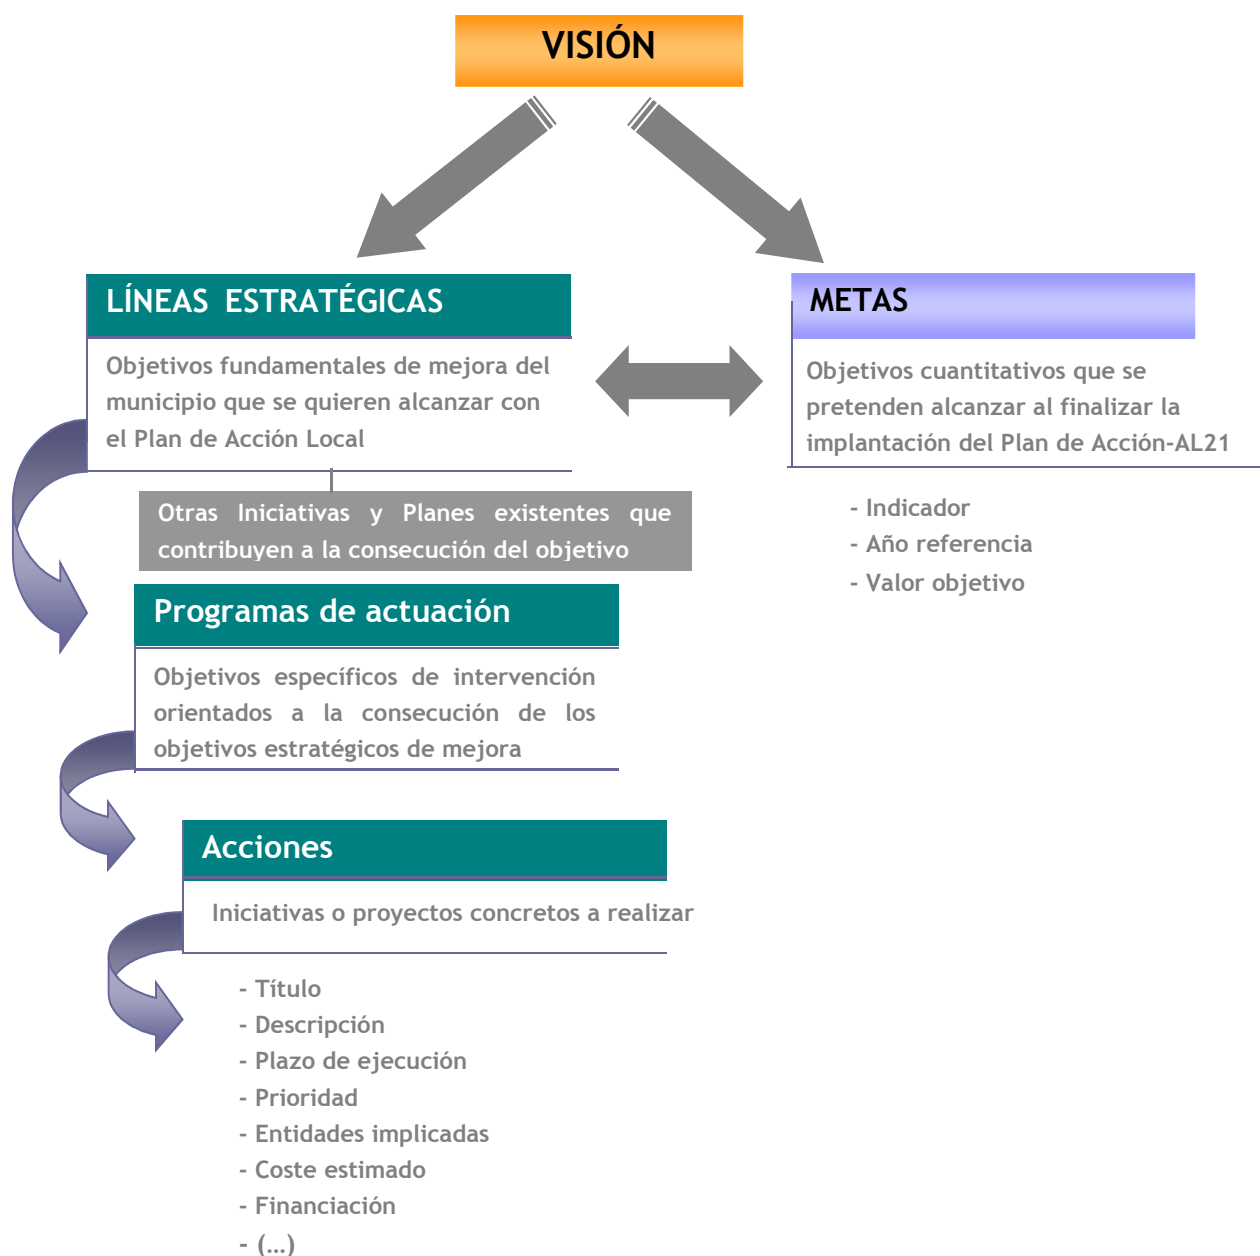 VISIÓN
LÍNEAS ESTRATÉGICAS
Objetivos fundamentales de mejora del
municipio que se quieren alcanzar con
el Plan de Acción Local
METAS
Objetivos cuantitativos que se
pretenden alcanzar al finalizar la
implantación del Plan de Acción-AL21
- Indicador
- Año referencia
- Valor objetivo
Otras Iniciativas y Planes existentes que
contribuyen a la consecución del objetivo
Programas de actuación
Objetivos específicos de intervención
orientados a la consecución de los
objetivos estratégicos de mejora
Acciones
Iniciativas o proyectos concretos a realizar
- Título
- Descripción
- Plazo de ejecución
- Prioridad
- Entidades implicadas
- Coste estimado
- Financiación
- (…)